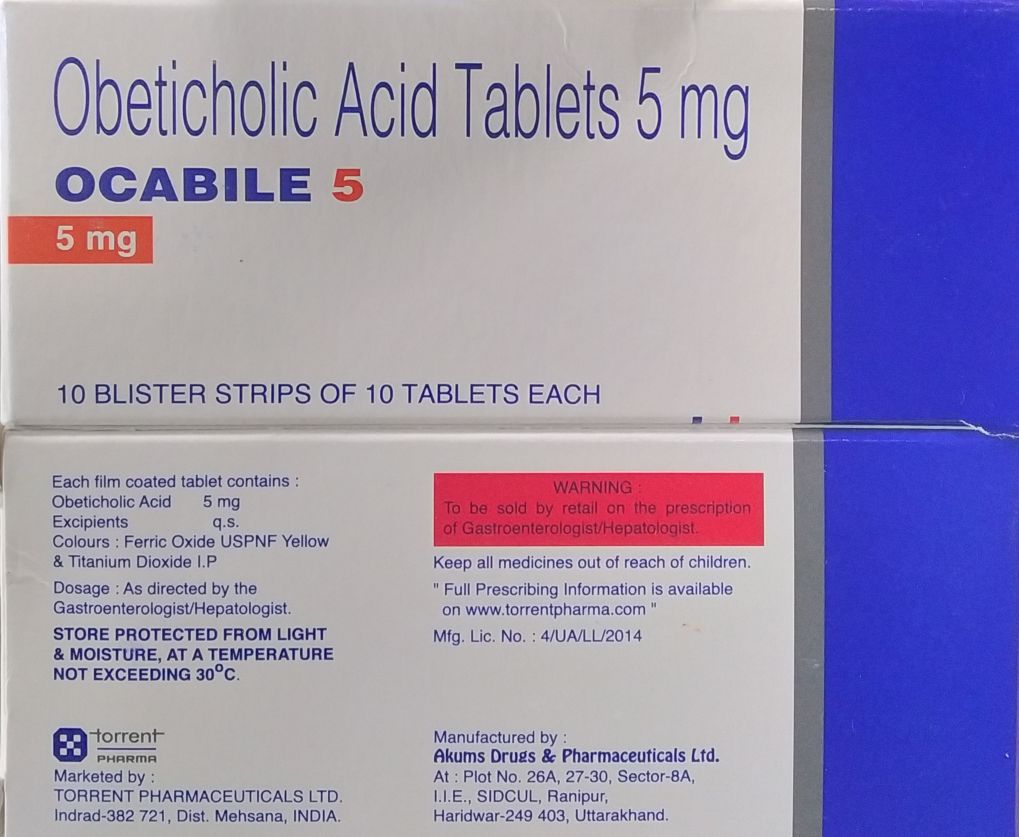 Obeticholic Acid Tablets 5 mg
OCABILE 5
5 mg
10 BLISTER STRIPS OF 10 TABLETS EACH
Each film coated tablet contains :
Obeticholic Acid 5 mg
Excipients q.s.
Colours : Ferric Oxide USPNF Yellow
& Titanium Dioxide I.P
Dosage : As directed by the
Gastroenterologist/Hepatologist.
STORE PROTECTED FROM LIGHT
& MOISTURE, AT A TEMPERATURE
NOT EXCEEDING 30°C.
torrent
PHARMA
Marketed by :
TORRENT PHARMACEUTICALS LTD.
Indrad-382 721, Dist. Mehsana, INDIA.
WARNING :
To be sold by retail on the prescription
of Gastroenterologist/Hepatologist.
Keep all medicines out of reach of children.
" Full Prescribing Information is available
on www.torrentpharma.com "
Mfg. Lic. No. : 4/UA/LL/2014
Manufactured by :
Akums Drugs & Pharmaceuticals Ltd.
At : Plot No. 26A, 27-30, Sector-8A,
I.I.E., SIDCUL, Ranipur,
Haridwar-249 403, Uttarakhand.